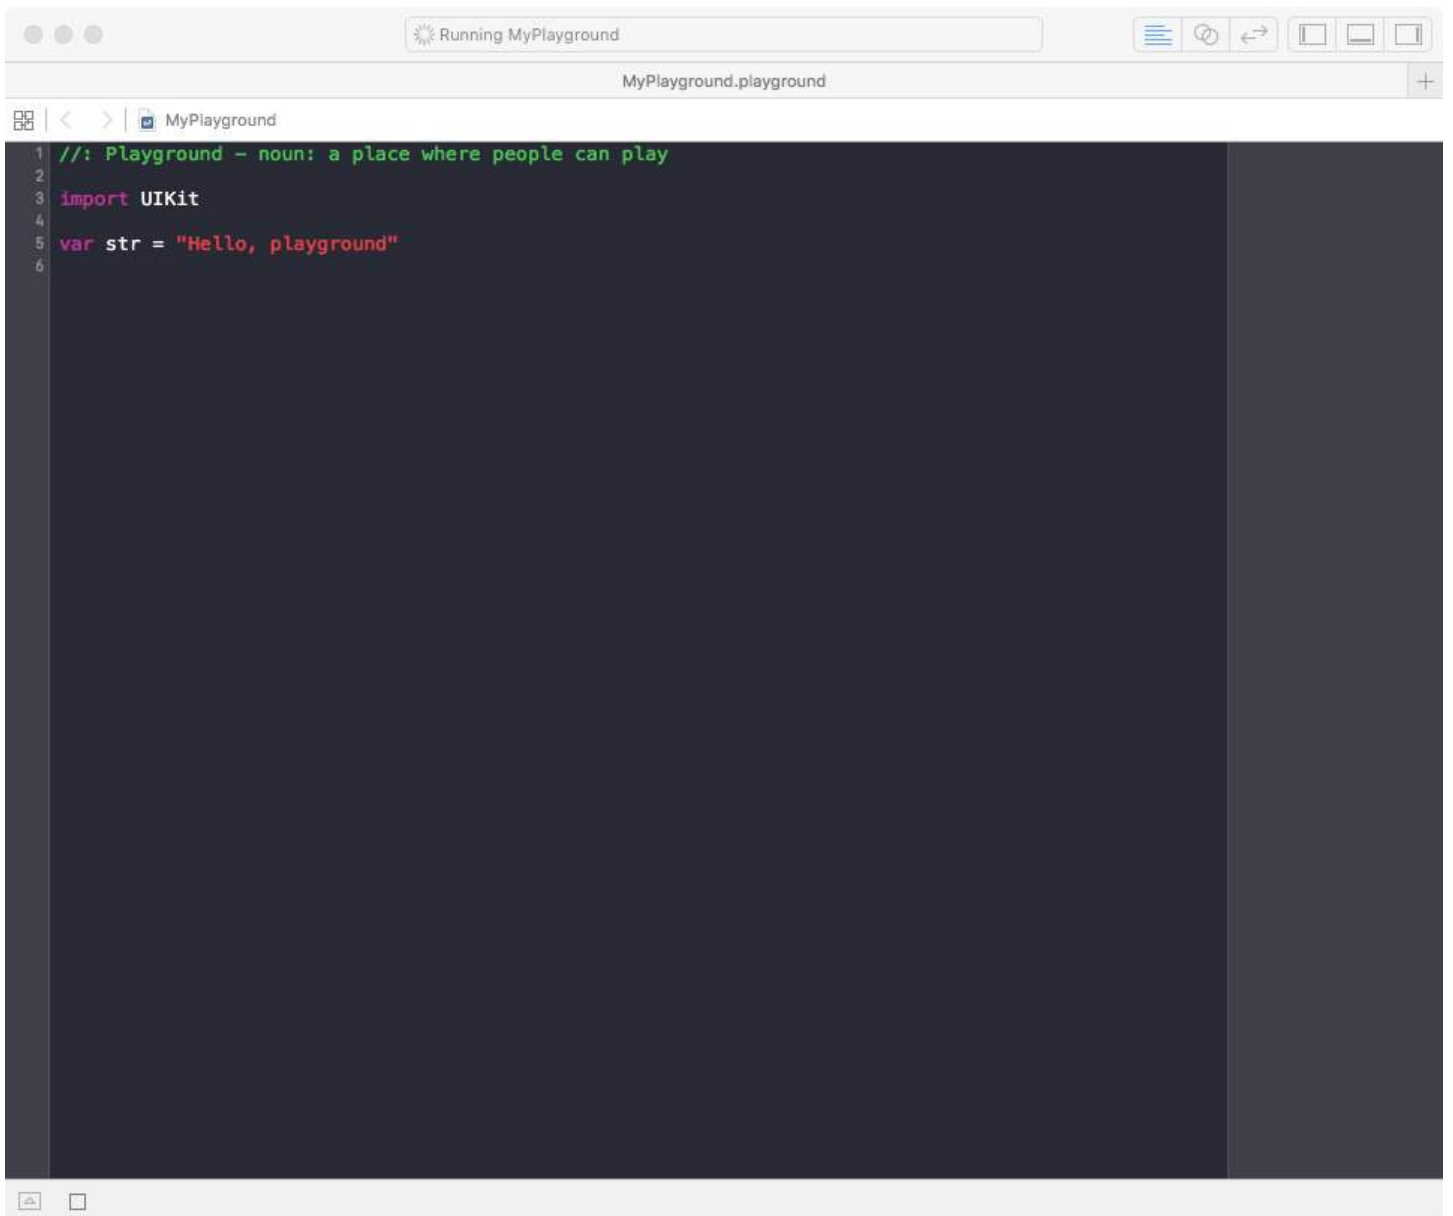 Running MyPlayground
MyPlayground.playground
MyPlayground
1 //: Playground – noun: a place where people can play
2
3 import UIKit
4
5 var str = "Hello, playground"
6